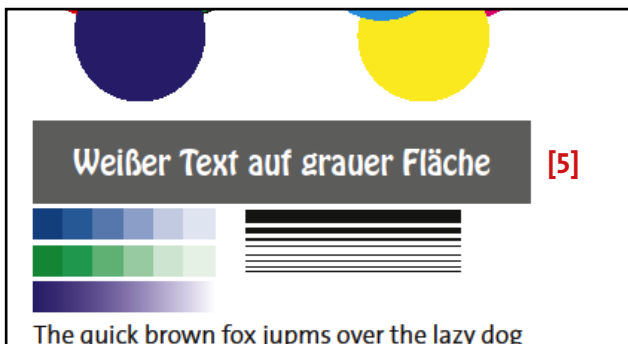 Weißer Text auf grauer Fläche [5]
The quick brown fox jupms over the lazy dog